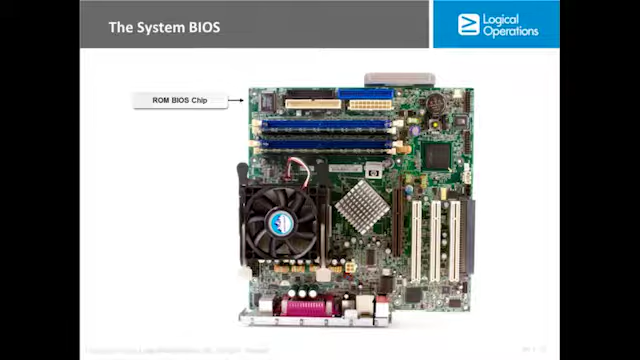 The System BIOS
Logical
Operations
ROM BIOS Chip